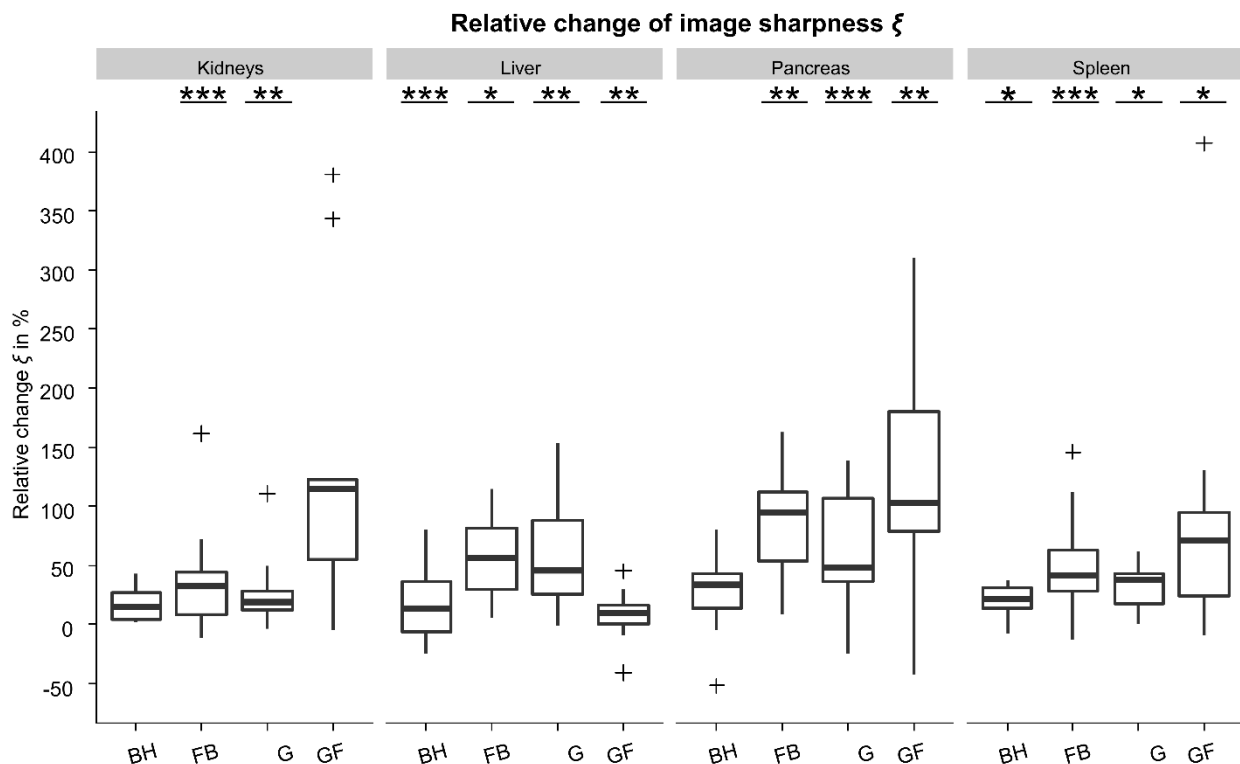 Relative change of image sharpness ξ
Kidneys Liver Pancreas Spleen
*** ** *** * ** ** ** *** ** * *** * *
400
350
300
250
200
150
100
50
0
-50
Relative change ξ in %
BH FB G GF BH FB G GF BH FB G GF BH FB G GF